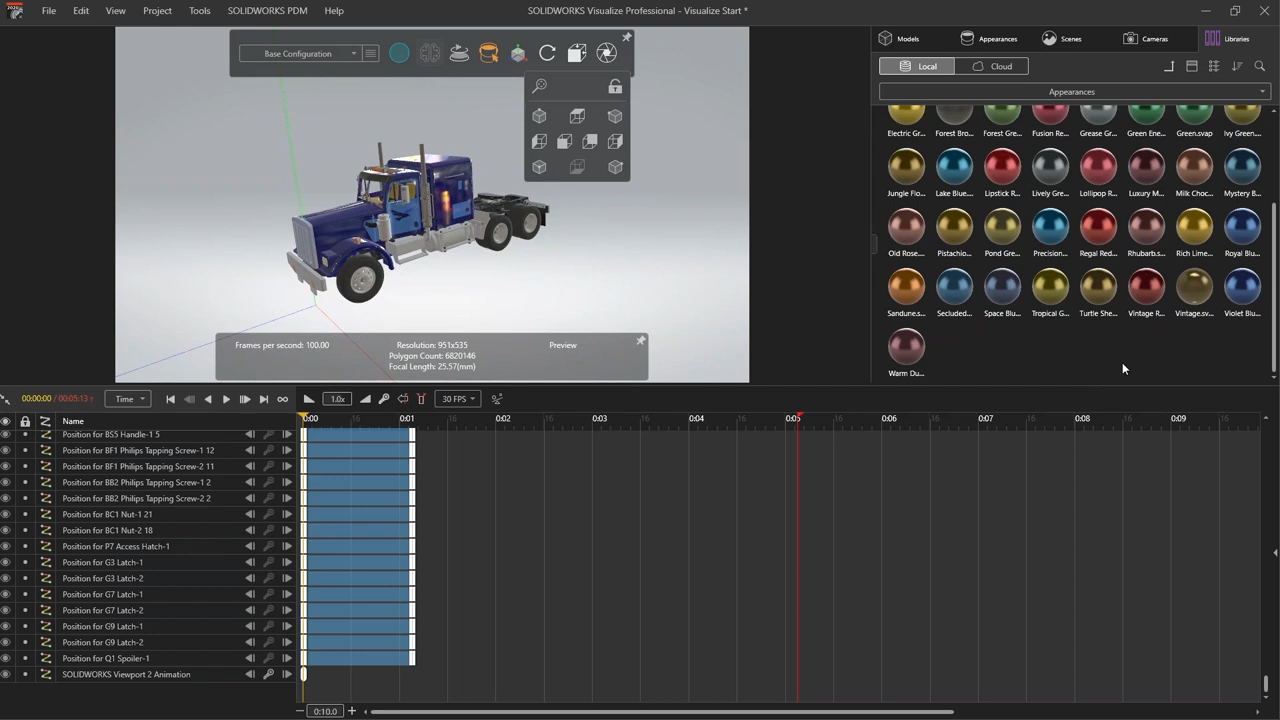 File Edit View Project Tools SOLIDWORKS PDM Help
SOLIDWORKS Visualize Professional - Visualize Start *
Base Configuration
Models Appearances Scenes Cameras Libraries
Local Cloud
Appearances
Electric Gr... Forest Bro... Forest Gre... Fusion Re... Grease Gr... Green Ene... Green.svap Ivy Green....
Jungle Flo... Lake Blue.... Lipstick R... Lively Gre... Lollipop R... Luxury M... Milk Choc... Mystery B...
Old Rose.... Pistachio... Pond Gre... Precision... Regal Red... Rhubarb.s... Rich Lime... Royal Blu...
Sandune.s... Secluded... Space Blu... Tropical G... Turtle She... Vintage R... Vintage.sv... Violet Blu...
Warm Du...
Frames per second: 100.00
Resolution: 951x535
Polygon Count: 6820146
Focal Length: 25.57(mm)
Preview
00:00:00 / 00:05:13
Time
1.0x
30 FPS
Name
0:00 16 0:01 16 0:02 16 0:03 16 0:04 16 0:05 16 0:06 16 0:07 16 0:08 16 0:09 16
Position for BS5 Handle-1 5
Position for BF1 Philips Tapping Screw-1 12
Position for BF1 Philips Tapping Screw-2 11
Position for BB2 Philips Tapping Screw-1 2
Position for BB2 Philips Tapping Screw-2 2
Position for BC1 Nut-1 21
Position for BC1 Nut-2 18
Position for P7 Access Hatch-1
Position for G3 Latch-1
Position for G3 Latch-2
Position for G7 Latch-1
Position for G7 Latch-2
Position for G9 Latch-1
Position for G9 Latch-2
Position for Q1 Spoiler-1
SOLIDWORKS Viewport 2 Animation
0:10.0